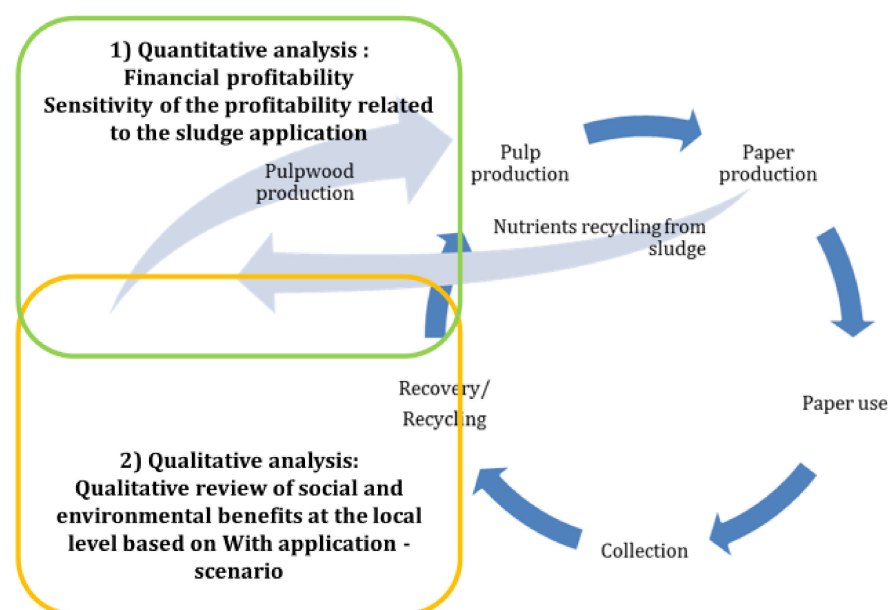 1) Quantitative analysis :
Financial profitability
Sensitivity of the profitability related
to the sludge application
Pulpwood
production
Pulp
production
Paper
production
Nutrients recycling from
sludge
Recovery/
Recycling
Paper use
2) Qualitative analysis:
Qualitative review of social and
environmental benefits at the local
level based on With application -
scenario
Collection